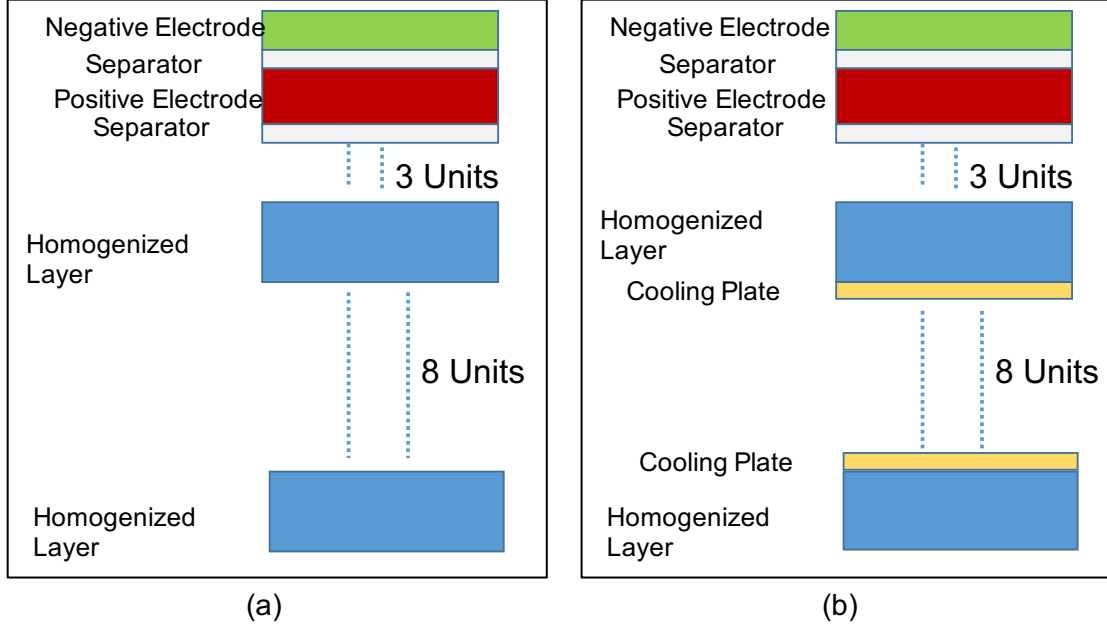 Negative Electrode
Separator
Positive Electrode
Separator
3 Units
Homogenized
Layer
8 Units
Homogenized
Layer
(a)
Negative Electrode
Separator
Positive Electrode
Separator
3 Units
Homogenized
Layer
Cooling Plate
8 Units
Cooling Plate
Homogenized
Layer
(b)